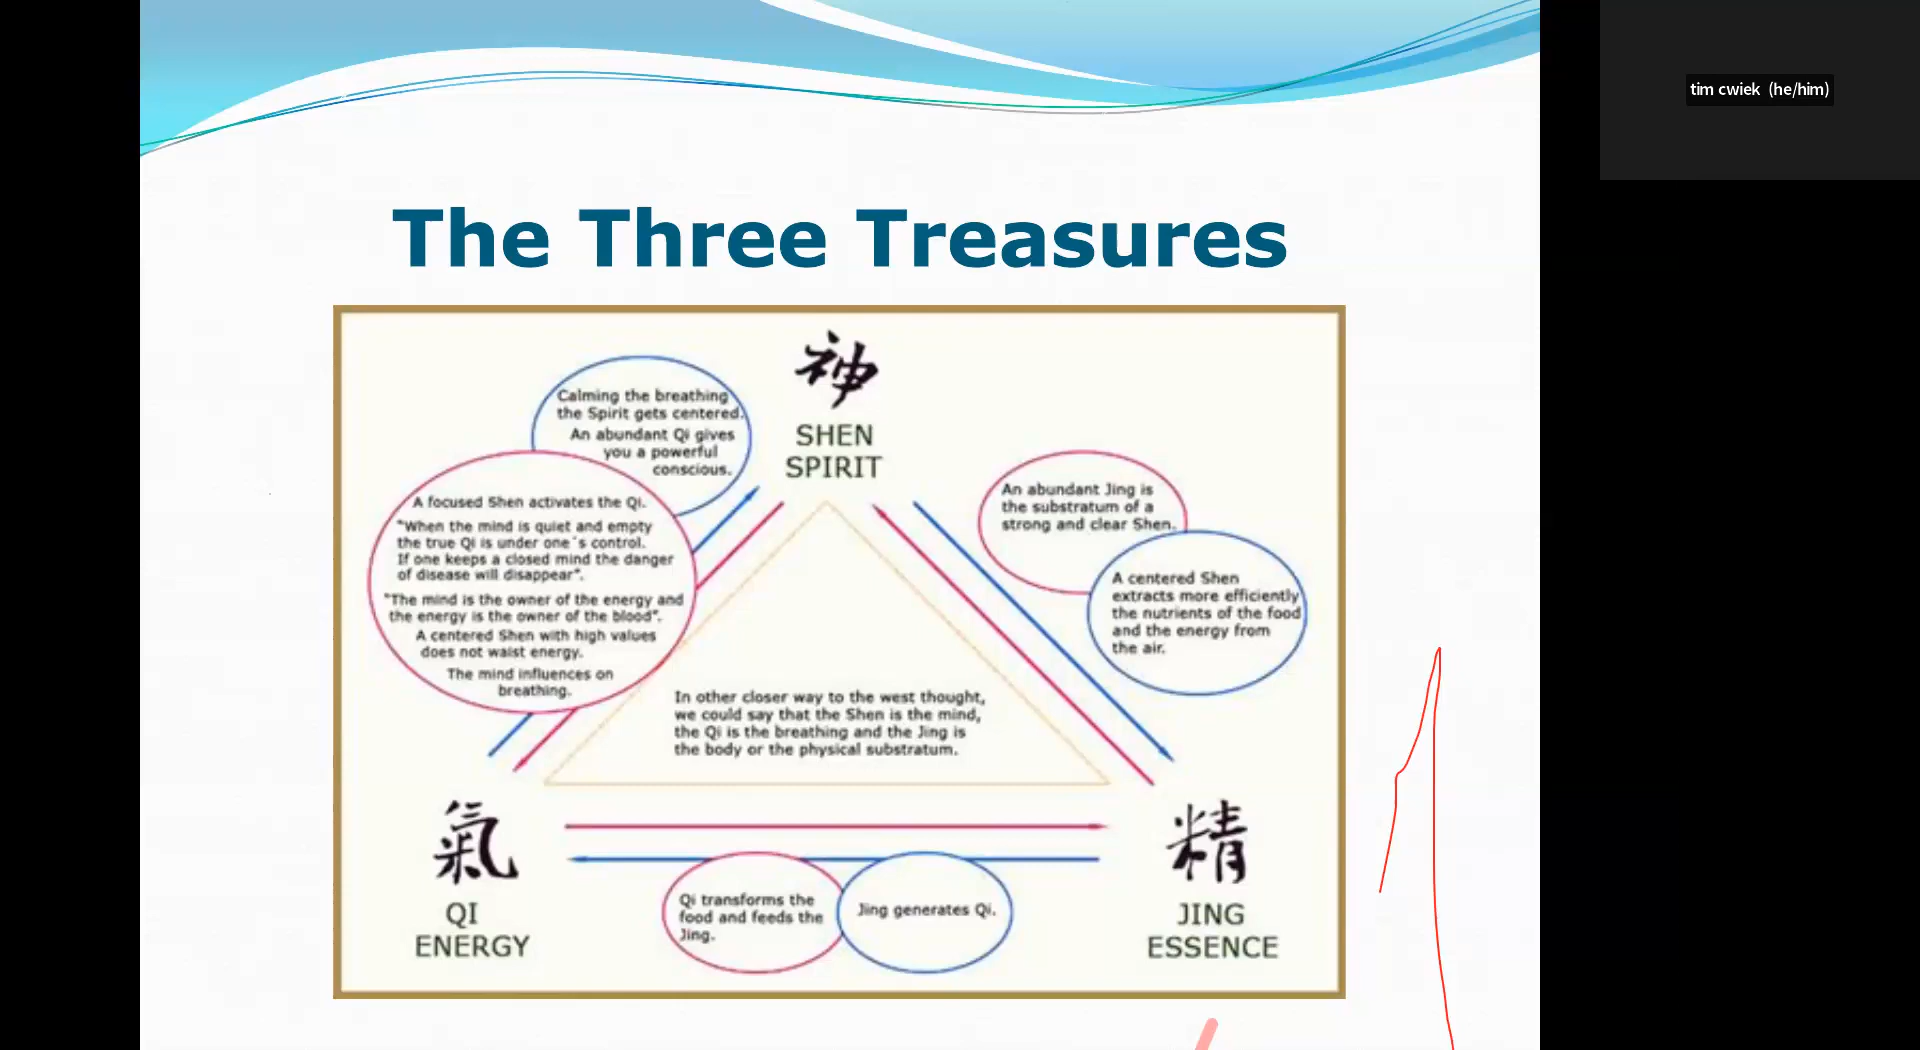 tim cwiek (he/him)
The Three Treasures
神
SHEN
SPIRIT
Calming the breathing
the Spirit gets centered.
An abundant Qi gives
you a powerful
conscious.
A focused Shen activates the Qi.
"When the mind is quiet and empty
the true Qi is under one´s control.
If one keeps a closed mind the danger
of disease will disappear".
"The mind is the owner of the energy and
the energy is the owner of the blood".
A centered Shen with high values
does not waist energy.
The mind influences on
breathing.
An abundant Jing is
the substratum of a
strong and clear Shen.
A centered Shen
extracts more efficiently
the nutrients of the food
and the energy from
the air.
In other closer way to the west thought,
we could say that the Shen is the mind,
the Qi is the breathing and the Jing is
the body or the physical substratum.
氣
QI
ENERGY
Qi transforms the
food and feeds the
Jing.
Jing generates Qi.
精
JING
ESSENCE